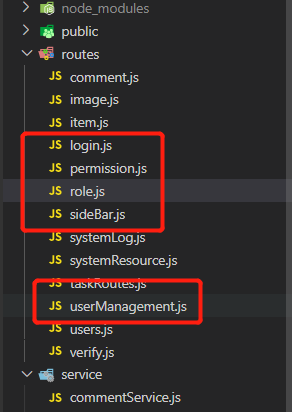 node_modules
public
routes
JS comment.js
JS image.js
JS item.js
JS login.js
JS permission.js
JS role.js
JS sideBar.js
JS systemLog.js
JS systemResource.js
JS taskRoutes.js
JS userManagement.js
JS users.js
JS verify.js
service
JS commentService.js